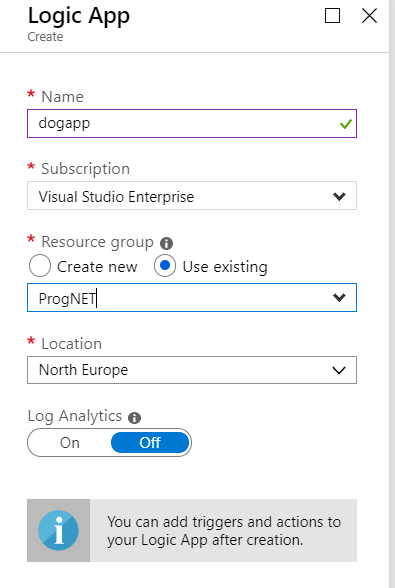 Logic App
Create
* Name
dogapp
* Subscription
Visual Studio Enterprise
* Resource group
Create new Use existing
ProgNET
* Location
North Europe
Log Analytics
On Off
You can add triggers and actions to
your Logic App after creation.